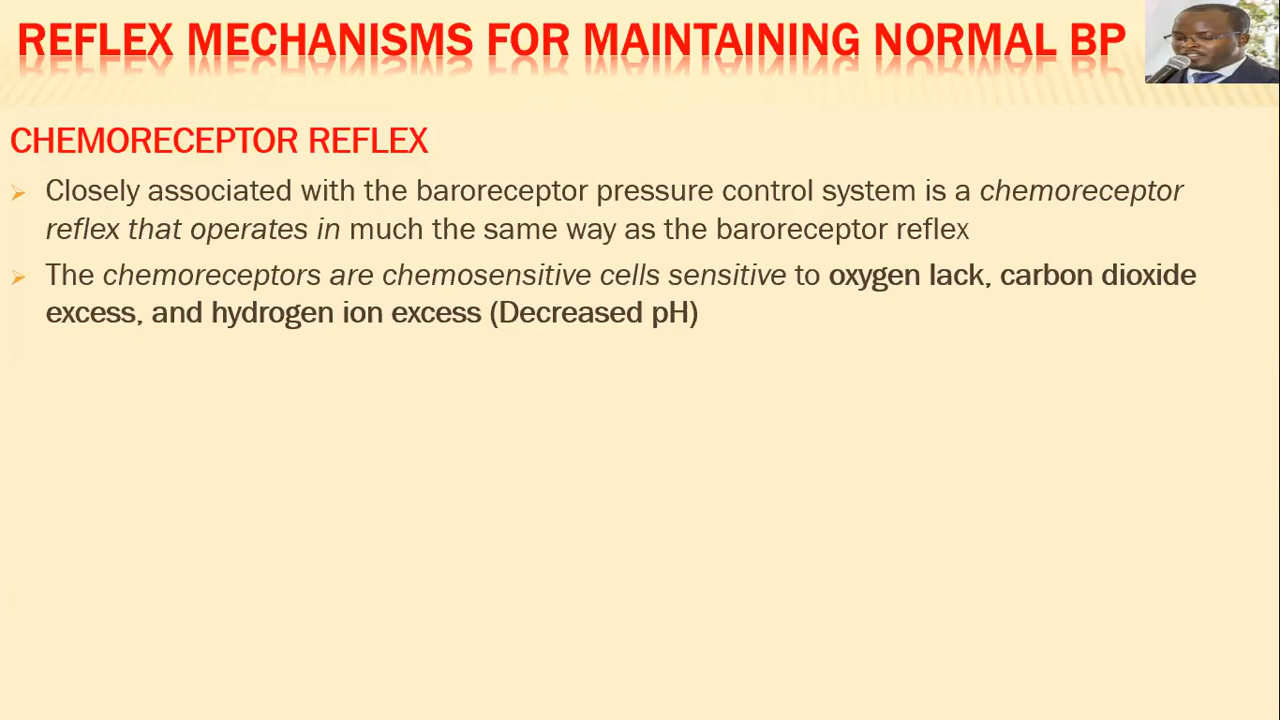 REFLEX MECHANISMS FOR MAINTAINING NORMAL BP
CHEMORECEPTOR REFLEX
Closely associated with the baroreceptor pressure control system is a chemoreceptor
reflex that operates in much the same way as the baroreceptor reflex
The chemoreceptors are chemosensitive cells sensitive to oxygen lack, carbon dioxide
excess, and hydrogen ion excess (Decreased pH)